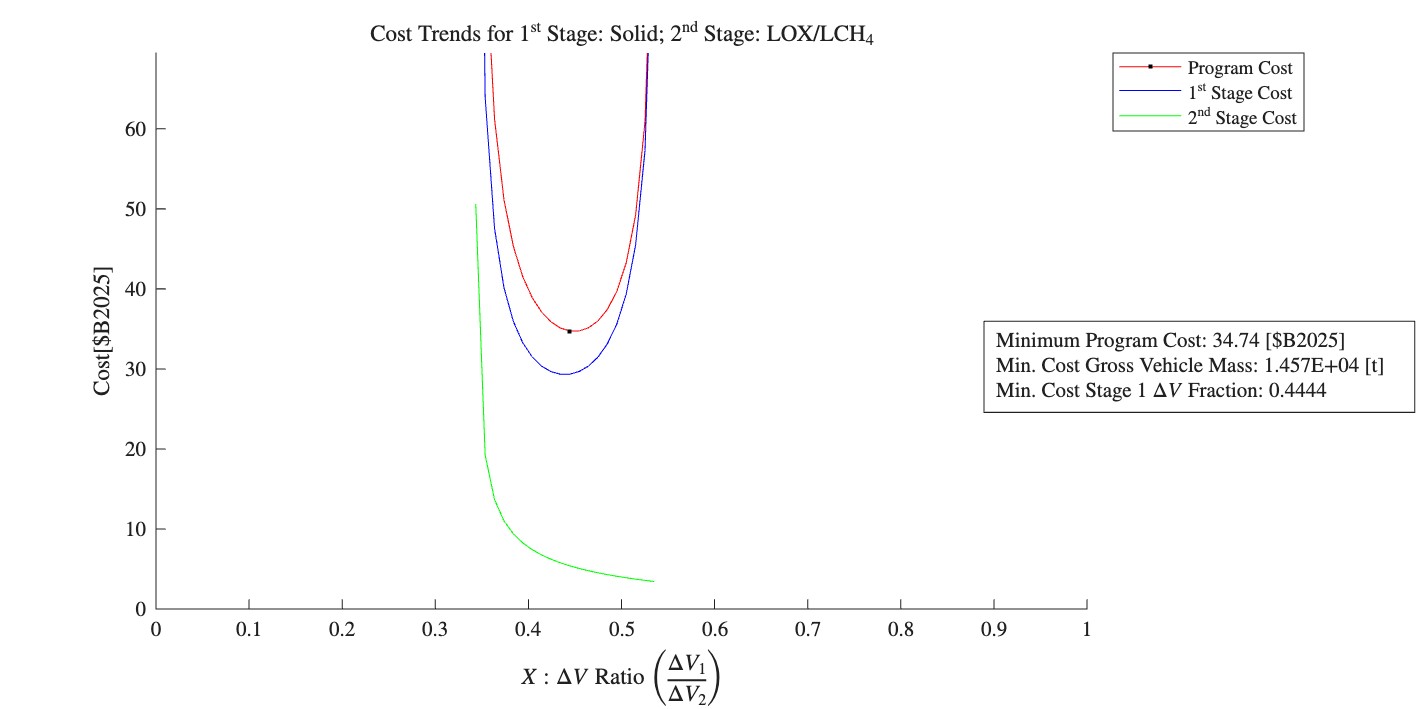 Cost Trends for 1st Stage: Solid; 2nd Stage: LOX/LCH4
Program Cost
1st Stage Cost
2nd Stage Cost
60
50
40
30
20
10
0
Cost[$B2025]
Minimum Program Cost: 34.74 [$B2025]
Min. Cost Gross Vehicle Mass: 1.457E+04 [t]
Min. Cost Stage 1 ΔV Fraction: 0.4444
0 0.1 0.2 0.3 0.4 0.5 0.6 0.7 0.8 0.9 1
X : ΔV Ratio (ΔV1/ΔV2)